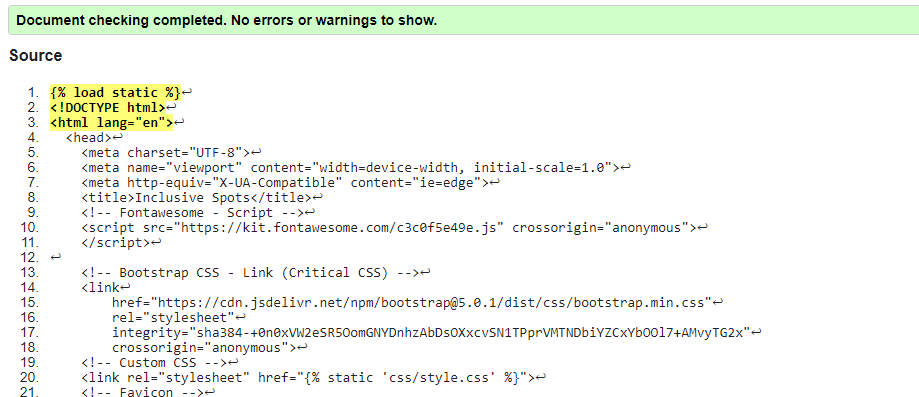 Document checking completed. No errors or warnings to show.
Source
1. {% load static %}↩
2. <!DOCTYPE html>↩
3. <html lang="en">↩
4. <head>↩
5. <meta charset="UTF-8">↩
6. <meta name="viewport" content="width=device-width, initial-scale=1.0">↩
7. <meta http-equiv="X-UA-Compatible" content="ie=edge">↩
8. <title>Inclusive Spots</title>↩
9. <!-- Fontawesome - Script -->↩
10. <script src="https://kit.fontawesome.com/c3c0f5e49e.js" crossorigin="anonymous">↩
11. </script>↩
12. ↩
13. <!-- Bootstrap CSS - Link (Critical CSS) -->↩
14. <link↩
15. href="https://cdn.jsdelivr.net/npm/bootstrap@5.0.1/dist/css/bootstrap.min.css"↩
16. rel="stylesheet"↩
17. integrity="sha384-+0n0xVW2eSR5OomGNYDnhzAbDsOXxcvSN1TPprVMTNDbiYZCxYbOOl7+AMvyTG2x"↩
18. crossorigin="anonymous">↩
19. <!-- Custom CSS -->↩
20. <link rel="stylesheet" href="{% static 'css/style.css' %}">↩
21. <!-- Favicon -->↩